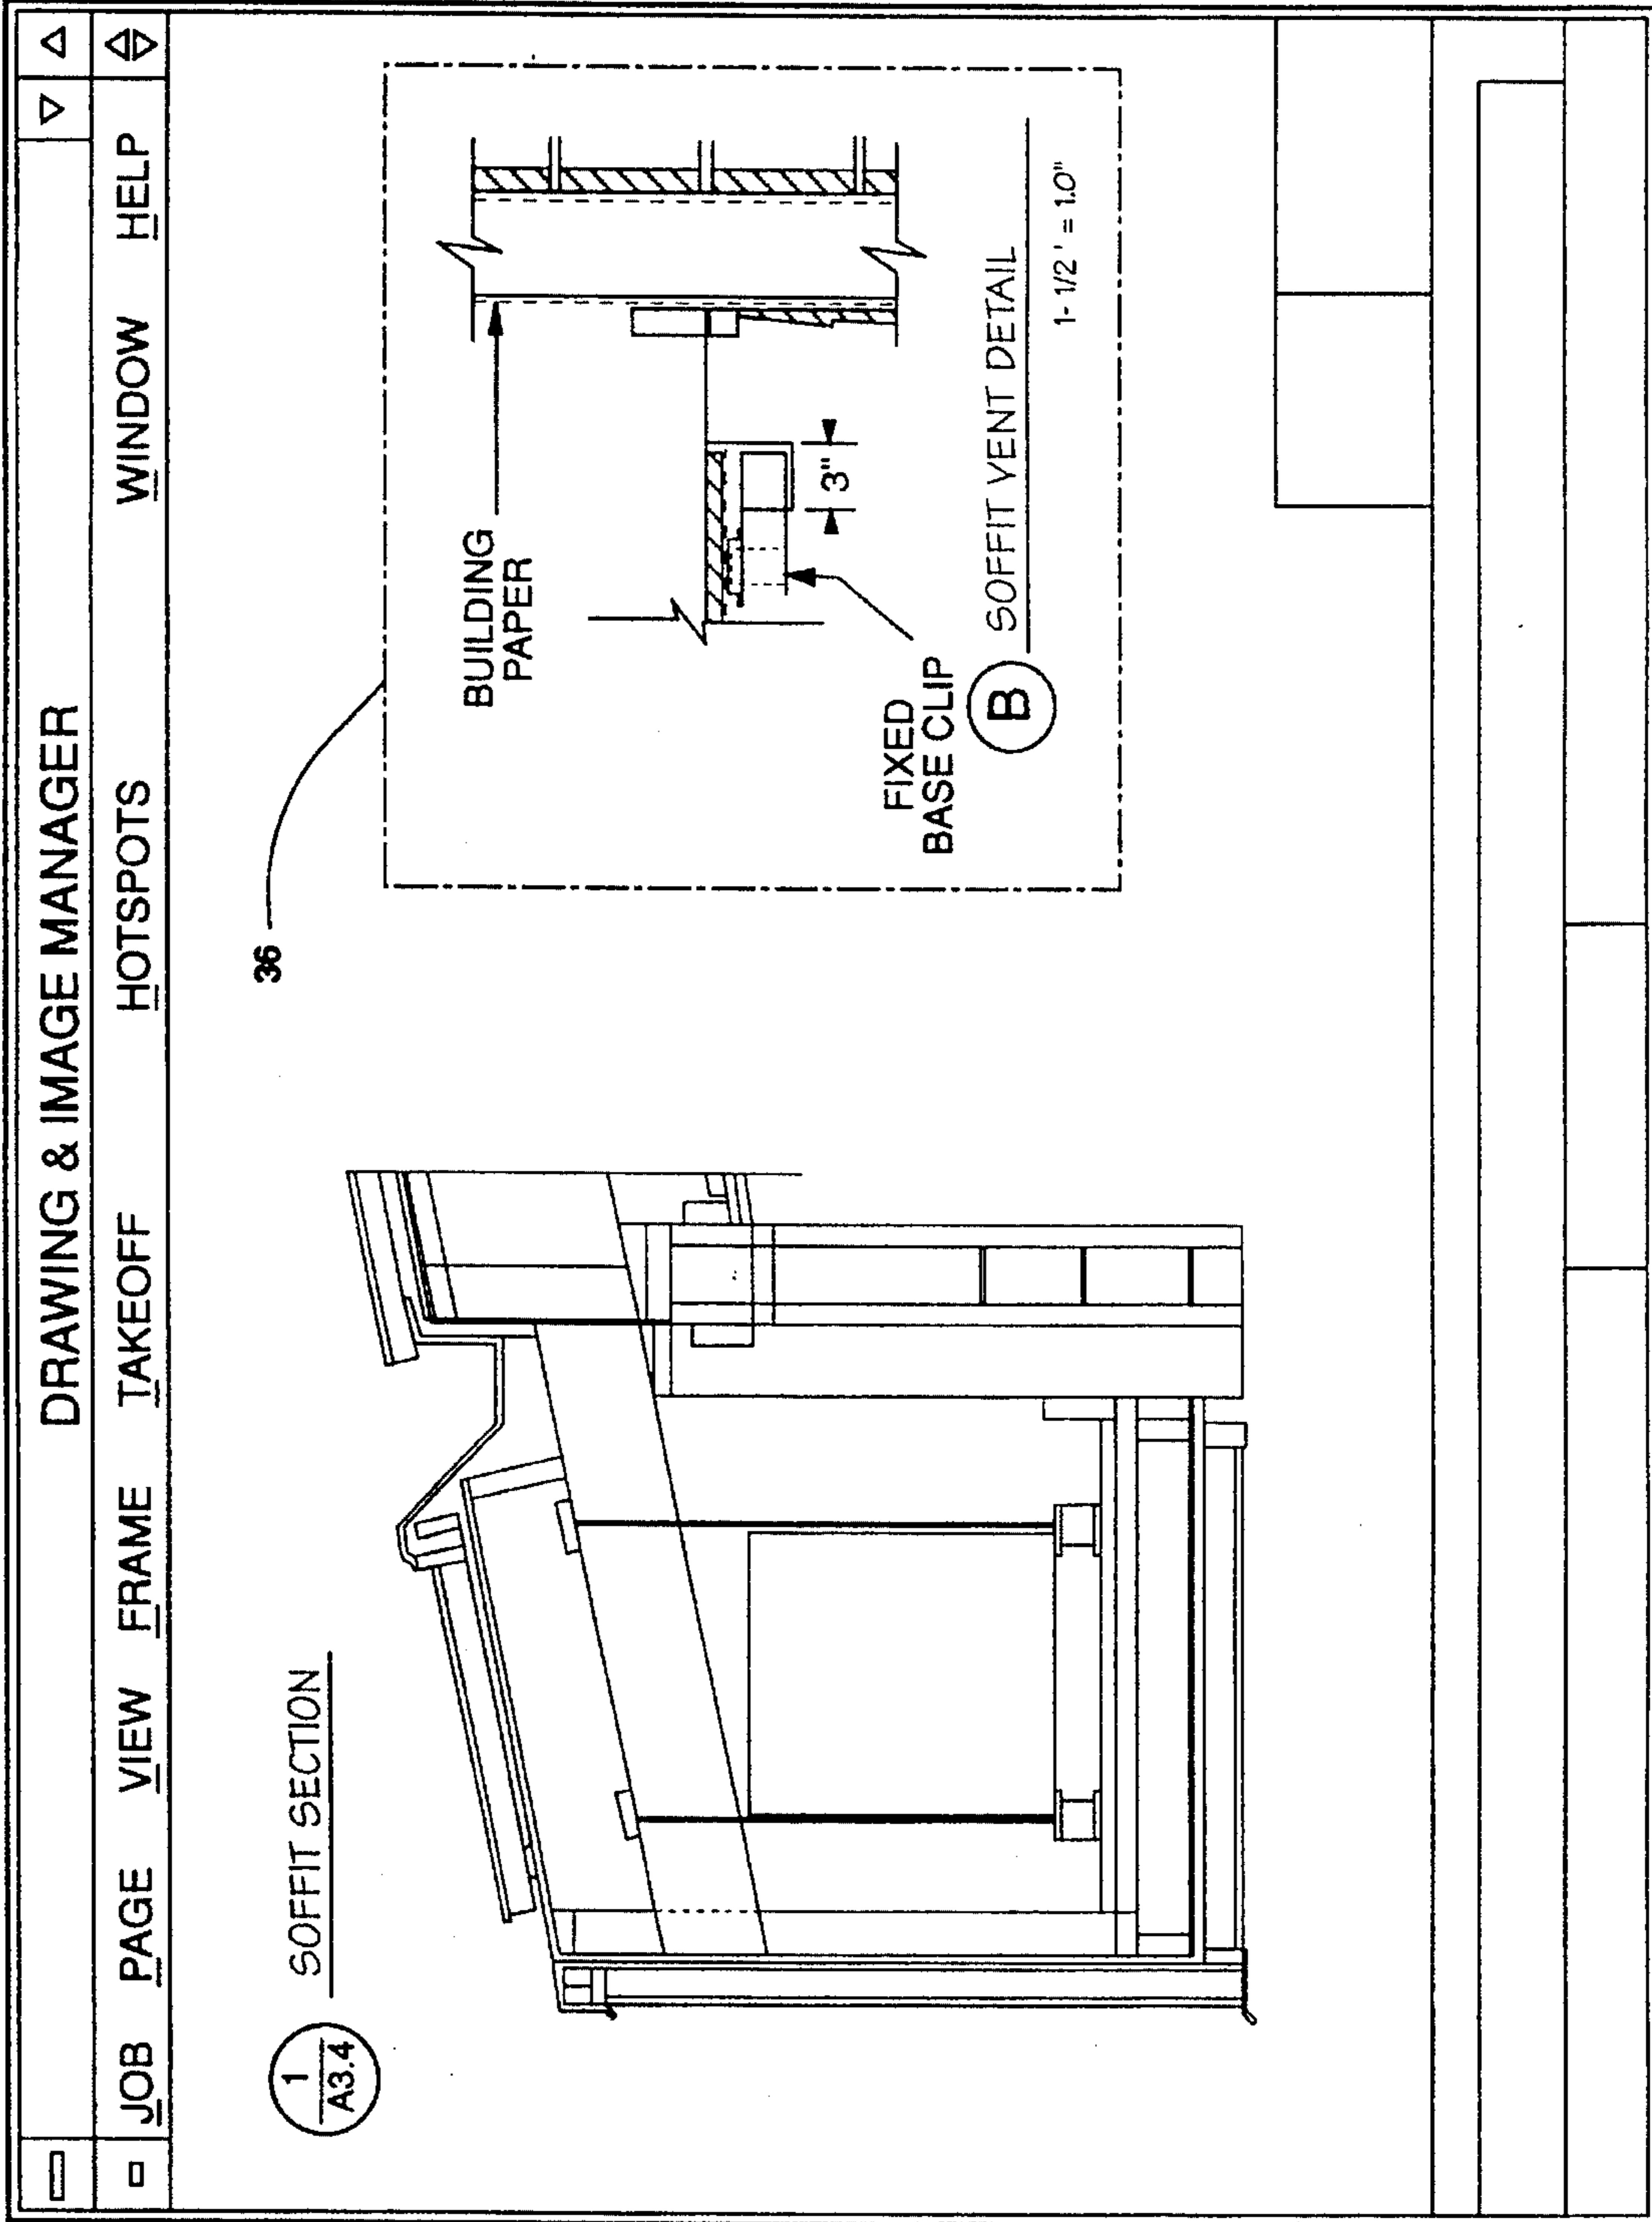 DRAWING & IMAGE MANAGER
JOB PAGE VIEW FRAME TAKEOFF HOTSPOTS WINDOW HELP
1
A3.4
SOFFIT SECTION
36
BUILDING
PAPER
3"
FIXED
BASE CLIP
B
SOFFIT VENT DETAIL
1-1/2' = 1.0"